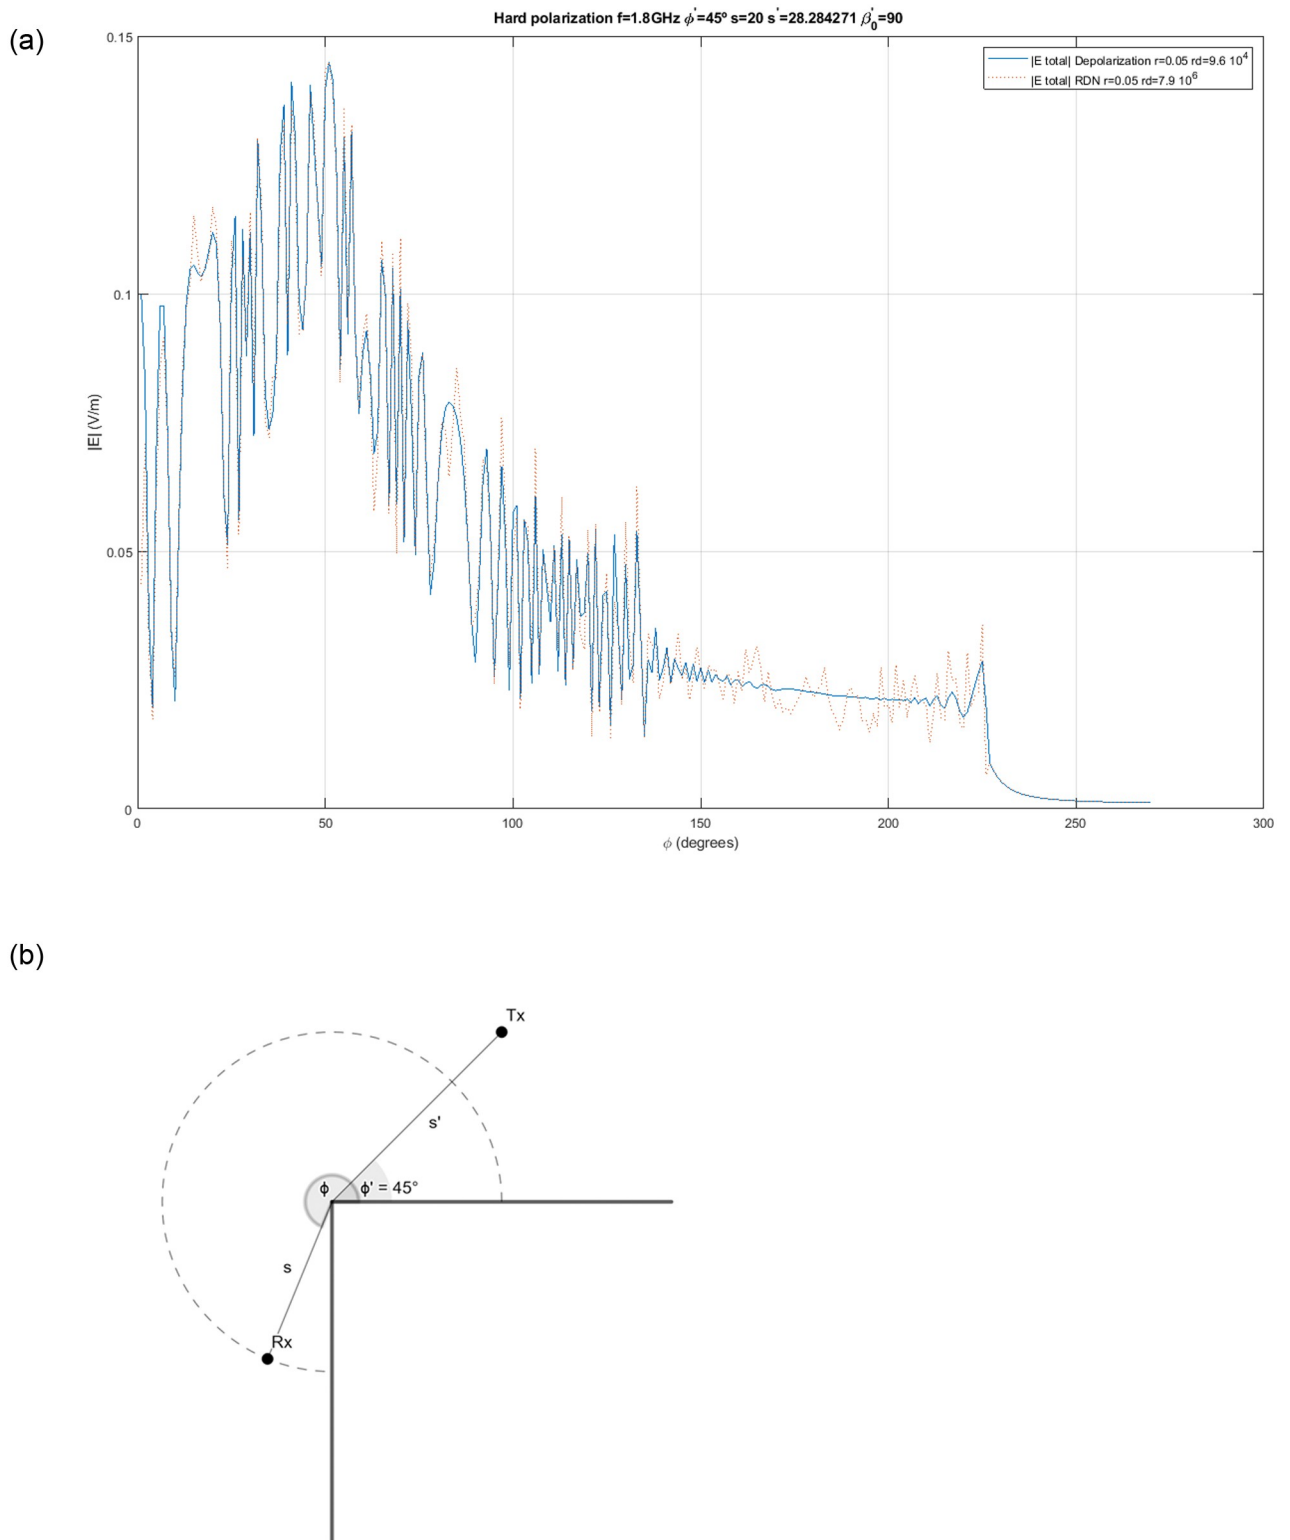 (a)
Hard polarization f=1.8GHz ϕ'=45º s=20 s'=28.284271 β'0=90
|E total| Depolarization r=0.05 rd=9.6 10^4
|E total| RDN r=0.05 rd=7.9 10^6
0.15
0.1
0.05
0
|E| (V/m)
0 50 100 150 200 250 300
ϕ (degrees)
(b)
Tx
s'
ϕ ϕ' = 45°
s
Rx